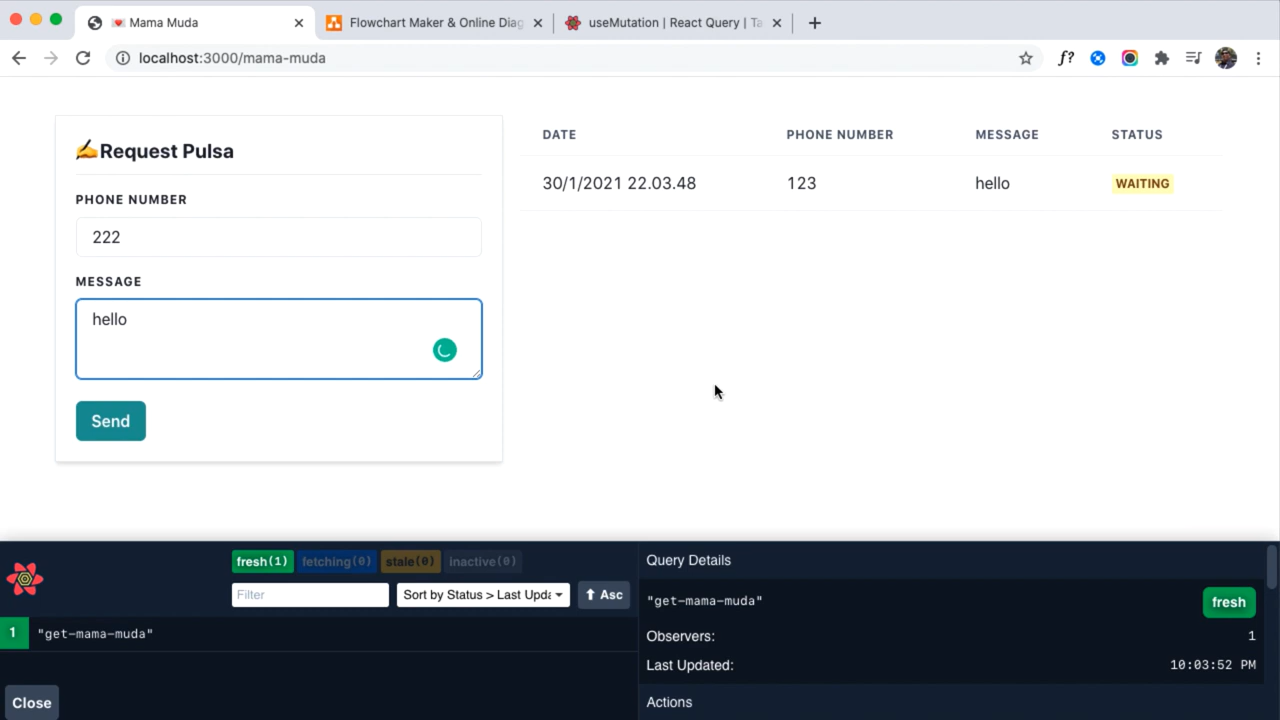 💌 Mama Muda
Flowchart Maker & Online Diag
useMutation | React Query | Ta
localhost:3000/mama-muda
f?
✍️Request Pulsa
PHONE NUMBER
222
MESSAGE
hello
Send
DATE PHONE NUMBER MESSAGE STATUS
30/1/2021 22.03.48 123 hello WAITING
fresh(1) fetching(0) stale(0) inactive(0)
Filter
Sort by Status > Last Upda
⬆ Asc
1 "get-mama-muda"
Close
Query Details
"get-mama-muda" fresh
Observers: 1
Last Updated: 10:03:52 PM
Actions